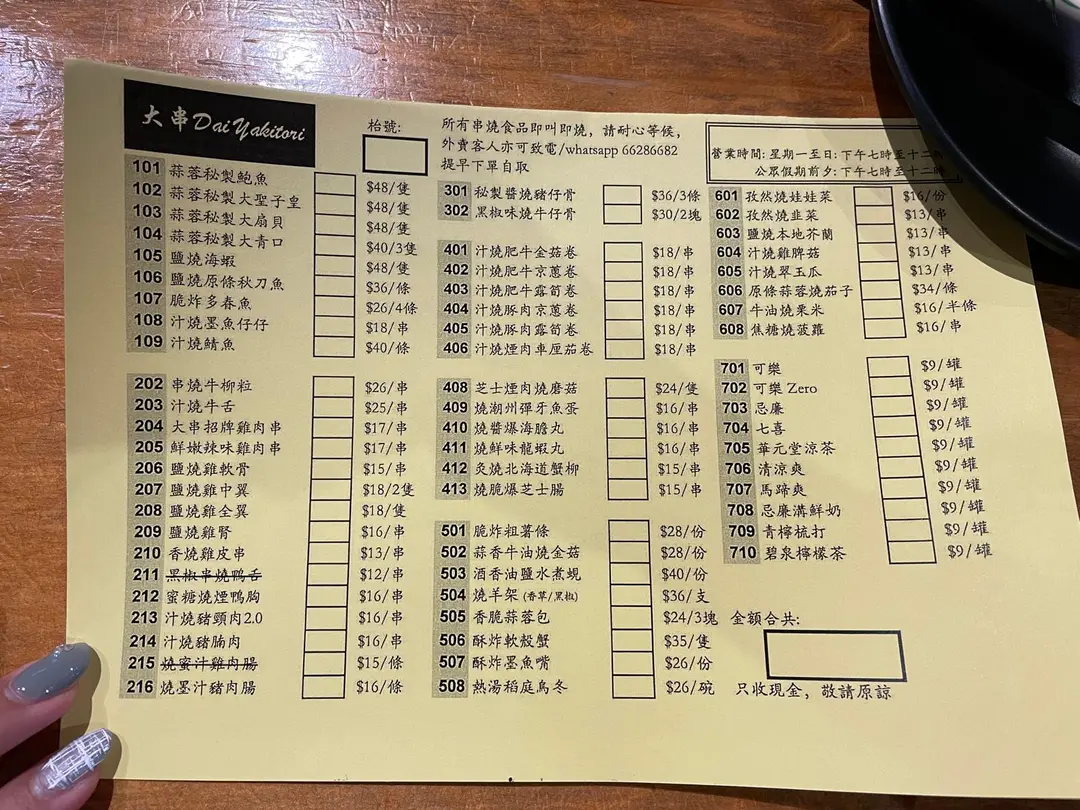 大串 Dai Yakitori
枱號:
所有串燒食品即叫即燒，請耐心等侯，
外賣客人亦可致電/whatsapp 66286682
提早下單自取
營業時間: 星期一至日: 下午七時至十二時
公眾假期前夕: 下午七時至十二時
101 蒜蓉秘製鮑魚 $48/隻
102 蒜蓉秘製大聖子皇 $48/隻
103 蒜蓉秘製大扇貝 $48/隻
104 蒜蓉秘製大青口 $40/3隻
105 鹽燒海蝦 $48/隻
106 鹽燒原條秋刀魚 $36/條
107 脆炸多春魚 $26/4條
108 汁燒墨魚仔仔 $18/串
109 汁燒鯖魚 $40/條
202 串燒牛柳粒 $26/串
203 汁燒牛舌 $25/串
204 大串招牌雞肉串 $17/串
205 鮮嫩辣味雞肉串 $17/串
206 鹽燒雞軟骨 $15/串
207 鹽燒雞中翼 $18/2隻
208 鹽燒雞全翼 $18/隻
209 鹽燒雞腎 $16/串
210 香燒雞皮串 $13/串
211 黑椒串燒鴨舌 $12/串
212 蜜糖燒煙鴨胸 $16/串
213 汁燒豬頸肉2.0 $16/串
214 汁燒豬腩肉 $16/串
215 燒蜜汁雞肉腸 $15/條
216 燒墨汁豬肉腸 $16/條
301 秘製醬燒豬仔骨 $36/3條
302 黑椒味燒牛仔骨 $30/2塊
401 汁燒肥牛金菇卷 $18/串
402 汁燒肥牛京蔥卷 $18/串
403 汁燒肥牛露筍卷 $18/串
404 汁燒豚肉京蔥卷 $18/串
405 汁燒豚肉露筍卷 $18/串
406 汁燒煙肉車厘茄卷 $18/串
408 芝士煙肉燒磨菇 $24/隻
409 燒潮州彈牙魚蛋 $16/串
410 燒醬爆海膽丸 $16/串
411 燒鮮味龍蝦丸 $16/串
412 炙燒北海道蟹柳 $15/串
413 燒脆爆芝士腸 $15/串
501 脆炸粗薯條 $28/份
502 蒜香牛油燒金菇 $28/份
503 酒香油鹽水煮蜆 $40/份
504 燒羊架 (香草/黑椒) $36/支
505 香脆蒜蓉包 $24/3塊
506 酥炸軟殼蟹 $35/隻
507 酥炸墨魚嘴 $26/份
508 熱湯稻庭烏冬 $26/碗
601 孜然燒娃娃菜 $16/份
602 孜然燒韭菜 $13/串
603 鹽燒本地芥蘭 $13/串
604 汁燒雞脾菇 $13/串
605 汁燒翠玉瓜 $13/串
606 原條蒜蓉燒茄子 $34/條
607 牛油燒粟米 $16/半條
608 焦糖燒菠蘿 $16/串
701 可樂 $9/罐
702 可樂 Zero $9/罐
703 忌廉 $9/罐
704 七喜 $9/罐
705 華元堂涼茶 $9/罐
706 清涼爽 $9/罐
707 馬蹄爽 $9/罐
708 忌廉溝鮮奶 $9/罐
709 青檸梳打 $9/罐
710 碧泉檸檬茶 $9/罐
金額合共:
只收現金，敬請原諒